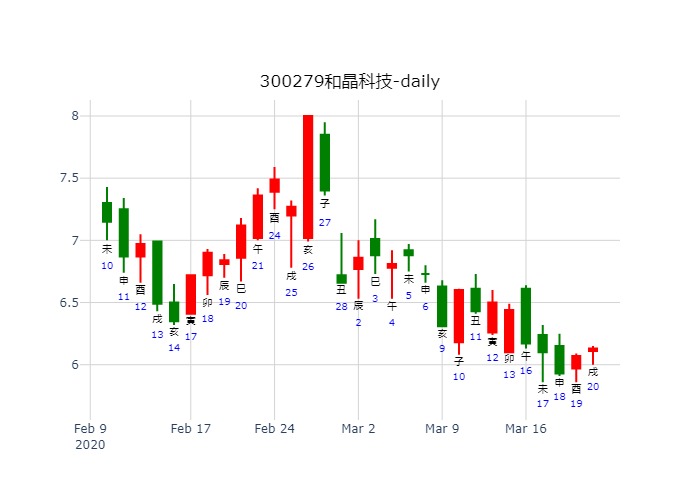 300279和晶科技-daily
8
7.5
7
6.5
6
未
10
申
11
酉
12
戌
13
亥
14
寅
17
卯
18
辰
19
巳
20
午
21
酉
24
戌
25
亥
26
子
27
丑
28
辰
2
巳
3
午
4
未
5
申
6
亥
9
子
10
丑
11
寅
12
卯
13
午
16
未
17
申
18
酉
19
戌
20
Feb 9
2020
Feb 17
Feb 24
Mar 2
Mar 9
Mar 16